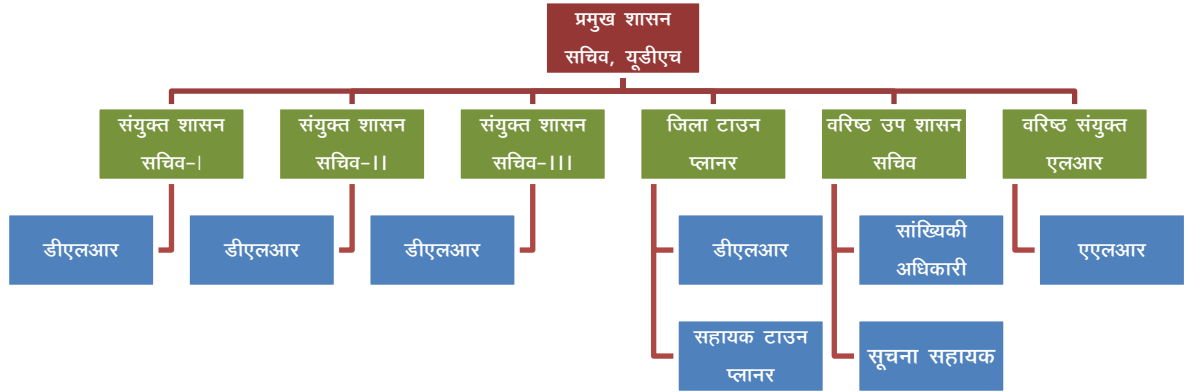 प्रमुख शासन
सचिव, यूडीएच
संयुक्त शासन
सचिव-I
संयुक्त शासन
सचिव-II
संयुक्त शासन
सचिव-III
जिला टाउन
प्लानर
वरिष्ठ उप शासन
सचिव
वरिष्ठ संयुक्त
एलआर
डीएलआर
डीएलआर
डीएलआर
डीएलआर
सांख्यिकी
अधिकारी
एएलआर
सहायक टाउन
प्लानर
सूचना सहायक